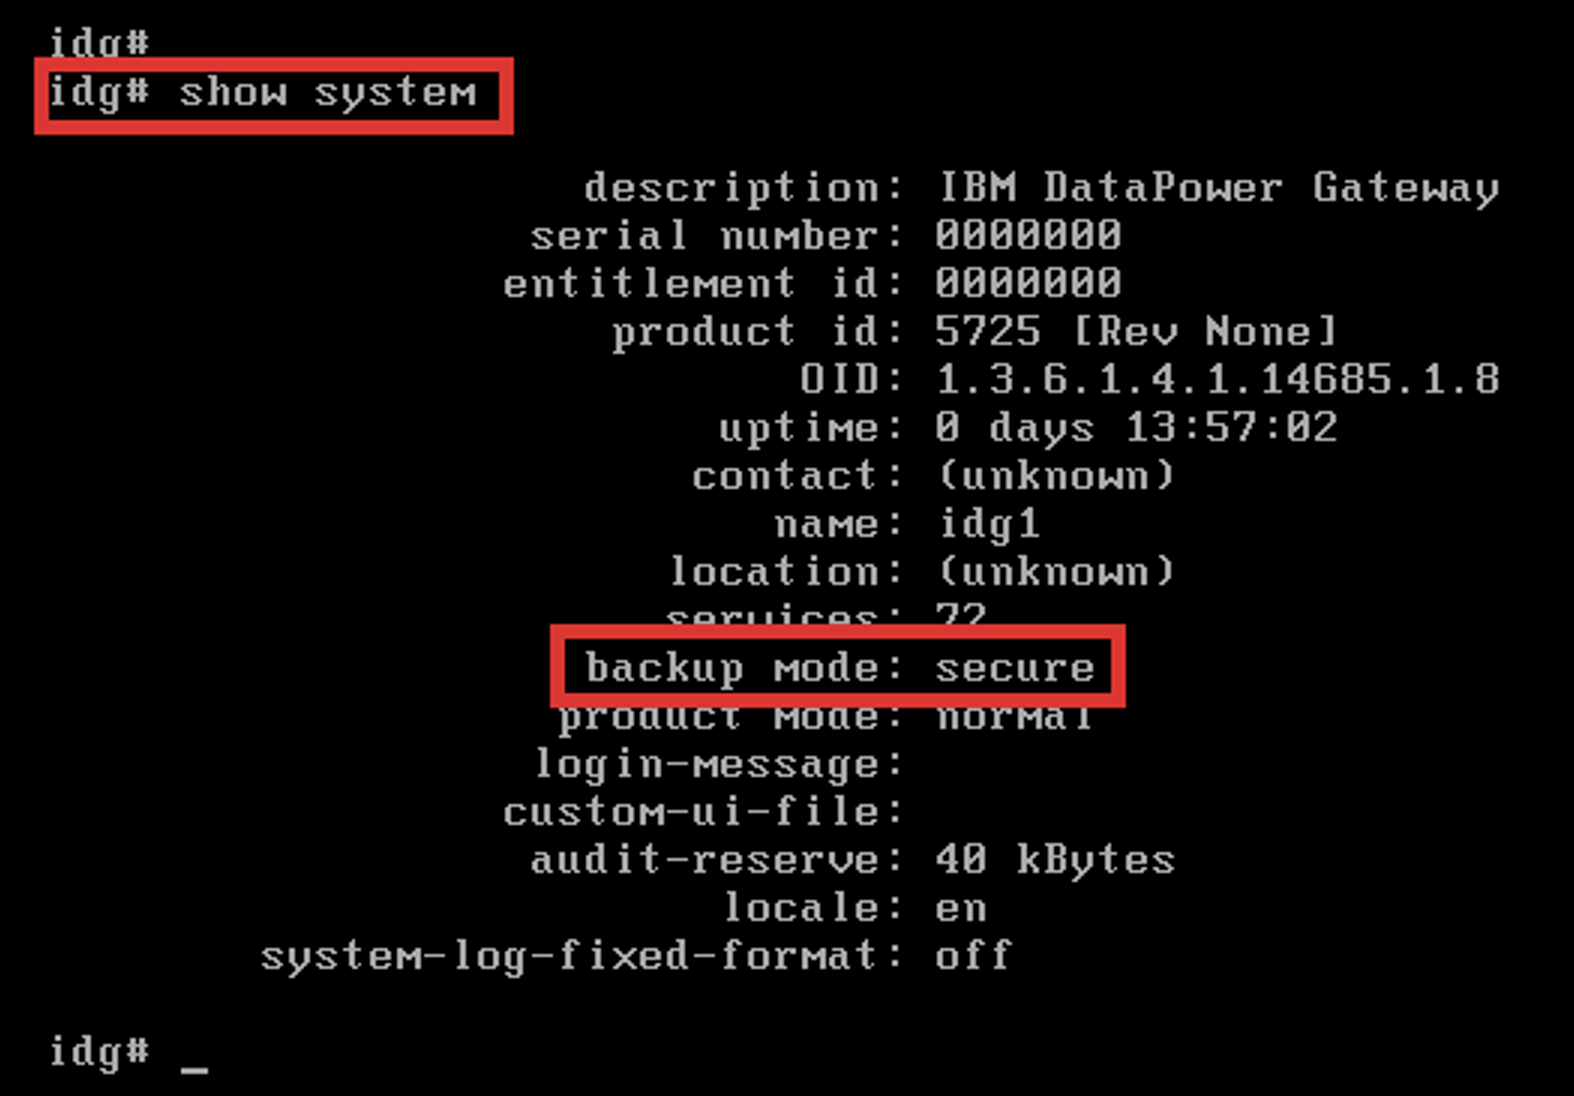 idg#
idg# show system
description: IBM DataPower Gateway
serial number: 0000000
entitlement id: 0000000
product id: 5725 [Rev None]
OID: 1.3.6.1.4.1.14685.1.8
uptime: 0 days 13:57:02
contact: (unknown)
name: idg1
location: (unknown)
services: 72
backup mode: secure
product mode: normal
login-message:
custom-ui-file:
audit-reserve: 40 kBytes
locale: en
system-log-fixed-format: off
idg# _